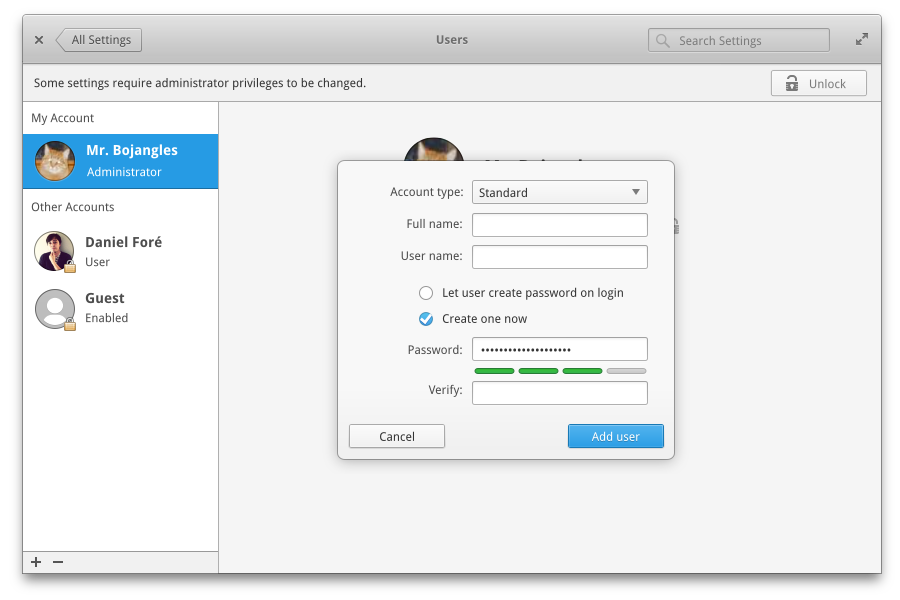 All Settings
Users
Search Settings
Some settings require administrator privileges to be changed.
Unlock
My Account
Mr. Bojangles
Administrator
Other Accounts
Daniel Foré
User
Guest
Enabled
Account type:
Standard
Full name:
User name:
Let user create password on login
Create one now
Password:
••••••••••••••••••••
Verify:
Cancel
Add user